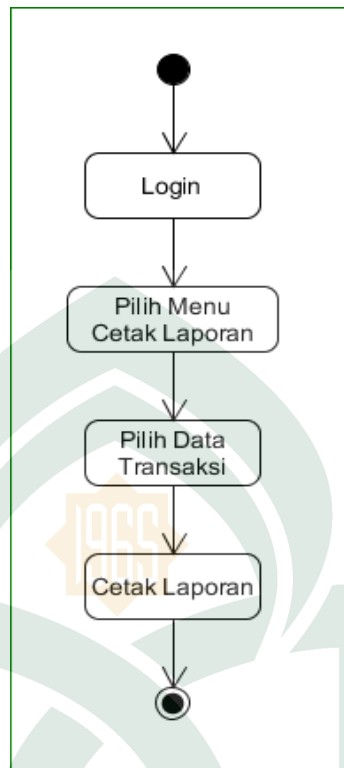 Login
Pilih Menu
Cetak Laporan
Pilih Data
Transaksi
Cetak Laporan
1965